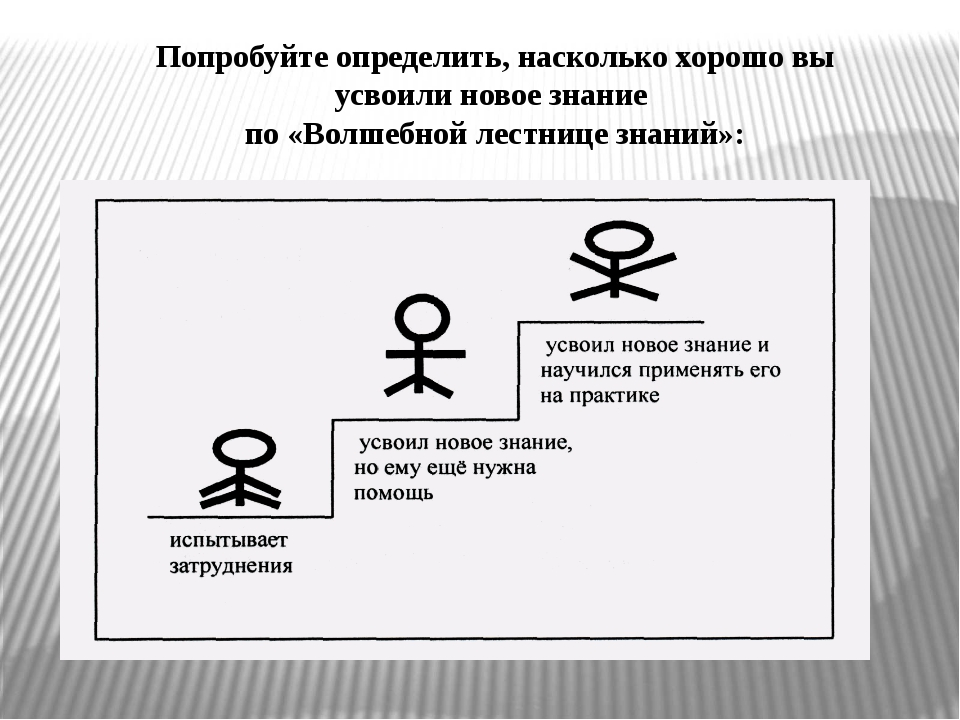 Попробуйте определить, насколько хорошо вы
усвоили новое знание
по «Волшебной лестнице знаний»:
усвоил новое знание и
научился применять его
на практике
усвоил новое знание,
но ему ещё нужна
помощь
испытывает
затруднения